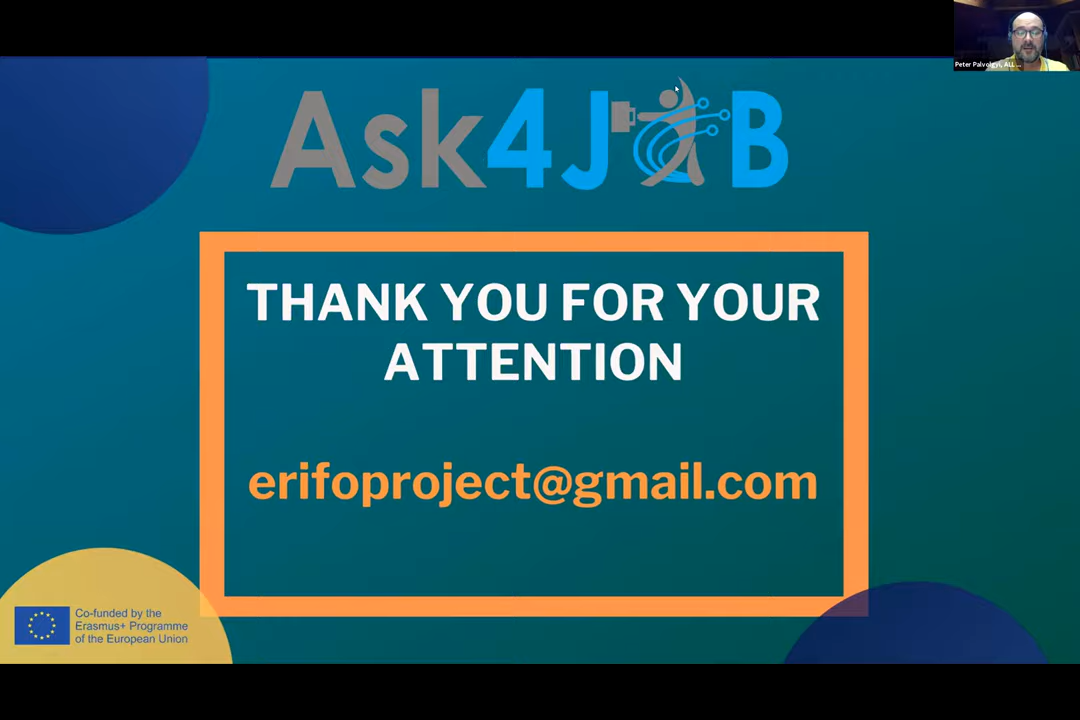 Peter Palvolgyi, ALL ...
Ask4JOB
THANK YOU FOR YOUR
ATTENTION
erifoproject@gmail.com
Co-funded by the
Erasmus+ Programme
of the European Union